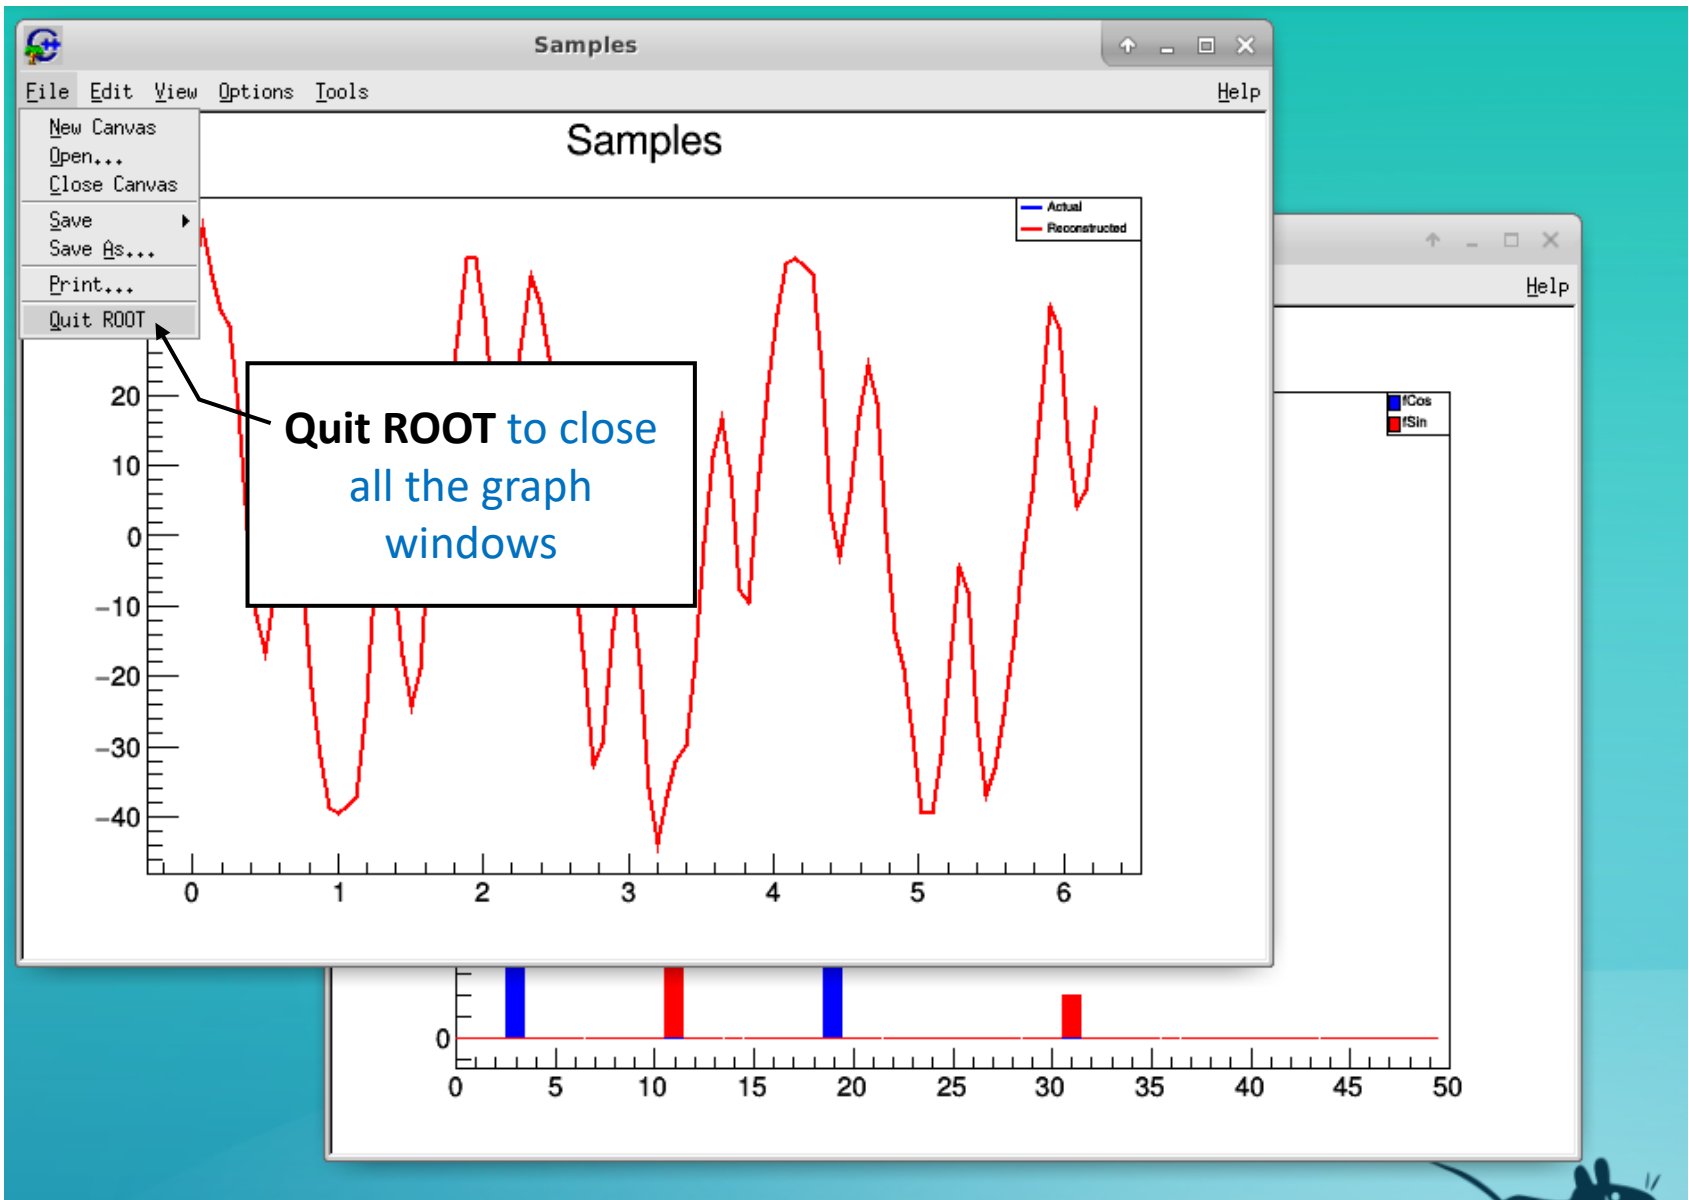 Samples
File Edit View Options Tools Help
New Canvas
Open...
Close Canvas
Save
Save As...
Print...
Quit ROOT
Samples
Actual
Reconstructed
20
10
0
−10
−20
−30
−40
0 1 2 3 4 5 6
Quit ROOT to close
all the graph
windows
Help
fCos
fSin
0
0 5 10 15 20 25 30 35 40 45 50